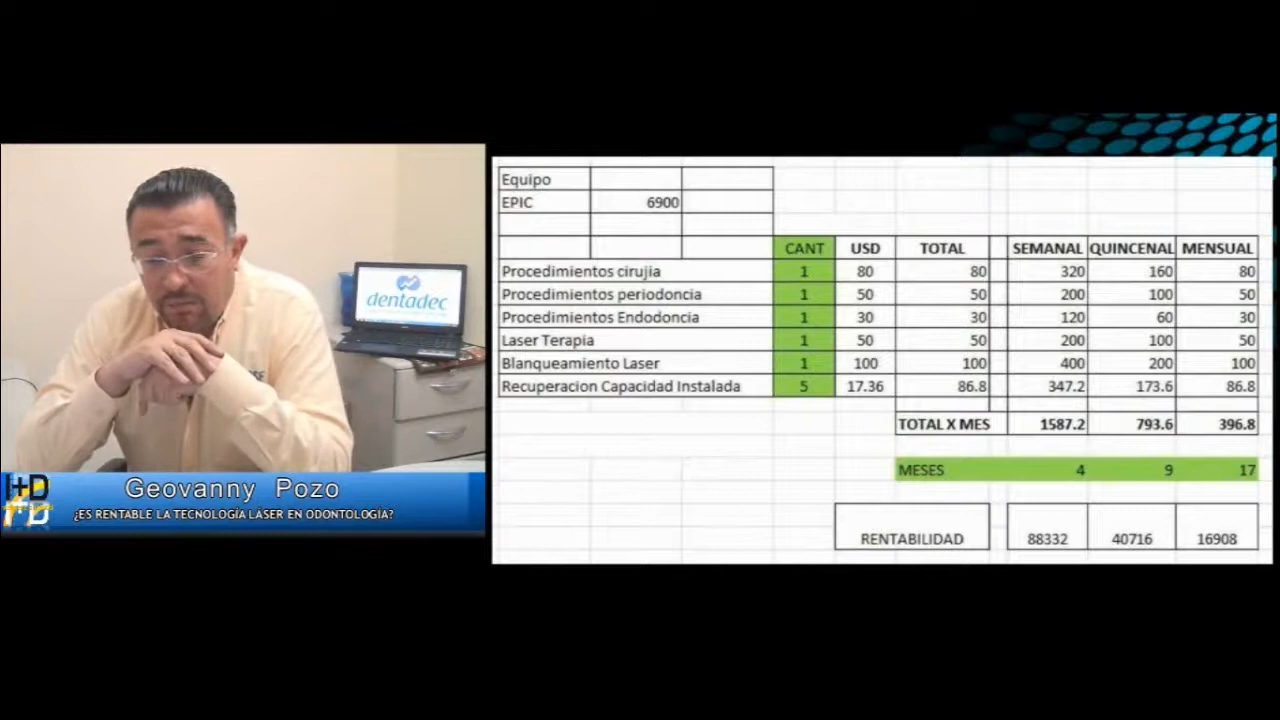 Equipo
EPIC 6900
CANT USD TOTAL SEMANAL QUINCENAL MENSUAL
Procedimientos cirujia 1 80 80 320 160 80
Procedimientos periodoncia 1 50 50 200 100 50
Procedimientos Endodoncia 1 30 30 120 60 30
Laser Terapia 1 50 50 200 100 50
Blanqueamiento Laser 1 100 100 400 200 100
Recuperacion Capacidad Instalada 5 17.36 86.8 347.2 173.6 86.8
TOTAL X MES 1587.2 793.6 396.8
MESES 4 9 17
RENTABILIDAD 88332 40716 16908
dentadec
I+D
Geovanny Pozo
¿ES RENTABLE LA TECNOLOGÍA LÁSER EN ODONTOLOGÍA?